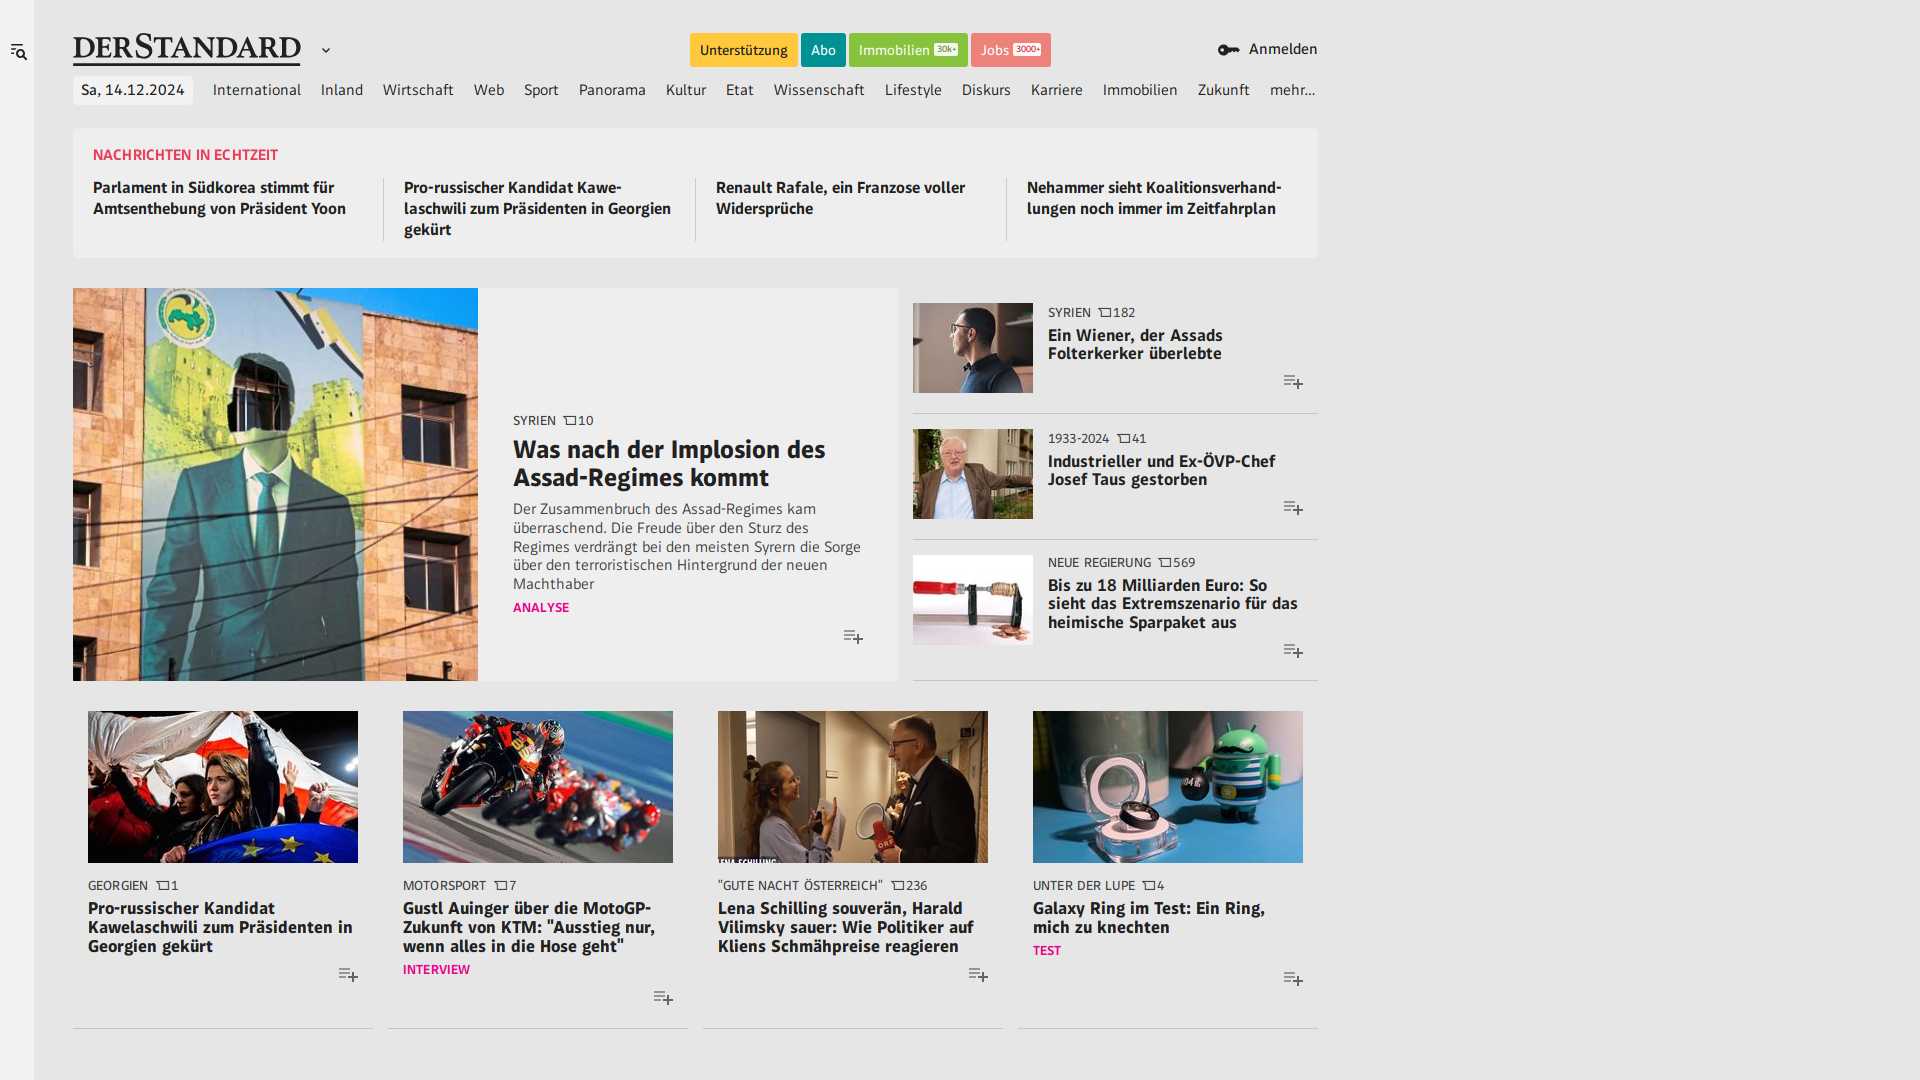 DERSTANDARD
Unterstützung
Abo
Immobilien 30k+
Jobs 3000+
Anmelden
Sa, 14.12.2024
International
Inland
Wirtschaft
Web
Sport
Panorama
Kultur
Etat
Wissenschaft
Lifestyle
Diskurs
Karriere
Immobilien
Zukunft
mehr...
NACHRICHTEN IN ECHTZEIT
Parlament in Südkorea stimmt für
Amtsenthebung von Präsident Yoon
Pro-russischer Kandidat Kawe-
laschwili zum Präsidenten in Georgien
gekürt
Renault Rafale, ein Franzose voller
Widersprüche
Nehammer sieht Koalitionsverhand-
lungen noch immer im Zeitfahrplan
SYRIEN 10
Was nach der Implosion des
Assad-Regimes kommt
Der Zusammenbruch des Assad-Regimes kam
überraschend. Die Freude über den Sturz des
Regimes verdrängt bei den meisten Syrern die Sorge
über den terroristischen Hintergrund der neuen
Machthaber
ANALYSE
SYRIEN 182
Ein Wiener, der Assads
Folterkerker überlebte
1933-2024 41
Industrieller und Ex-ÖVP-Chef
Josef Taus gestorben
NEUE REGIERUNG 569
Bis zu 18 Milliarden Euro: So
sieht das Extremszenario für das
heimische Sparpaket aus
GEORGIEN 1
Pro-russischer Kandidat
Kawelaschwili zum Präsidenten in
Georgien gekürt
MOTORSPORT 7
Gustl Auinger über die MotoGP-
Zukunft von KTM: "Ausstieg nur,
wenn alles in die Hose geht"
INTERVIEW
ORF
LENA SCHILLING
"GUTE NACHT ÖSTERREICH" 236
Lena Schilling souverän, Harald
Vilimsky sauer: Wie Politiker auf
Kliens Schmähpreise reagieren
UNTER DER LUPE 4
Galaxy Ring im Test: Ein Ring,
mich zu knechten
TEST